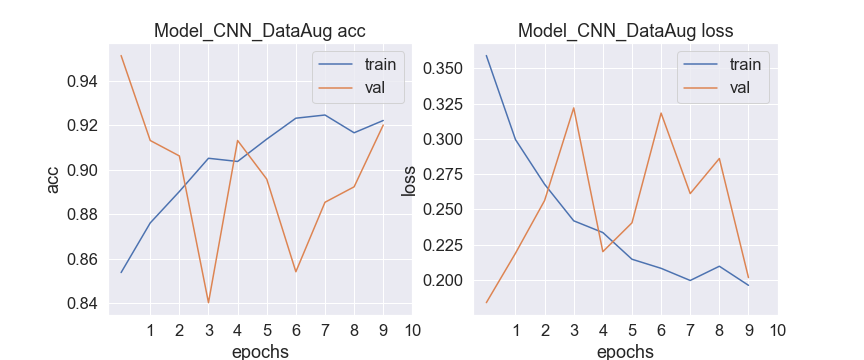 Model_CNN_DataAug acc
train
val
0.94
0.92
0.90
0.88
0.86
0.84
acc
1 2 3 4 5 6 7 8 9 10
epochs
Model_CNN_DataAug loss
train
val
0.350
0.325
0.300
0.275
0.250
0.225
0.200
loss
1 2 3 4 5 6 7 8 9 10
epochs